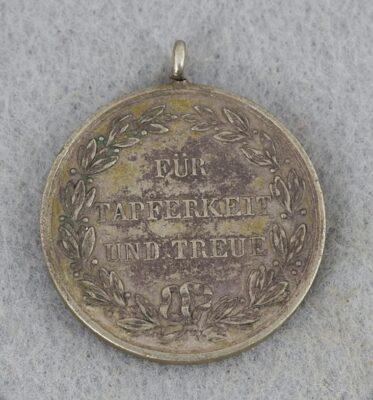 FÜR
TAPFERKEIT
UND TREUE